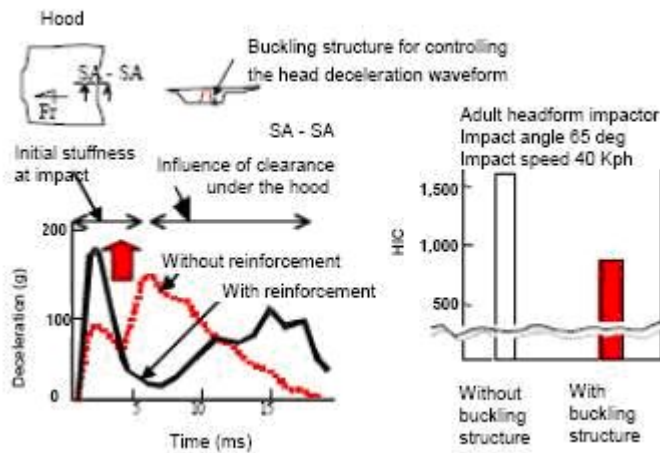 Hood
SA - SA
Fr
Buckling structure for controlling
the head deceleration waveform
SA - SA
Initial stuffness
at impact
Influence of clearance
under the hood
200
100
0
Deceleration (g)
Without reinforcement
With reinforcement
5
10
15
Time (ms)
Adult headform impactor
Impact angle 65 deg
Impact speed 40 Kph
1,500
1,000
500
HIC
Without
buckling
structure
With
buckling
structure